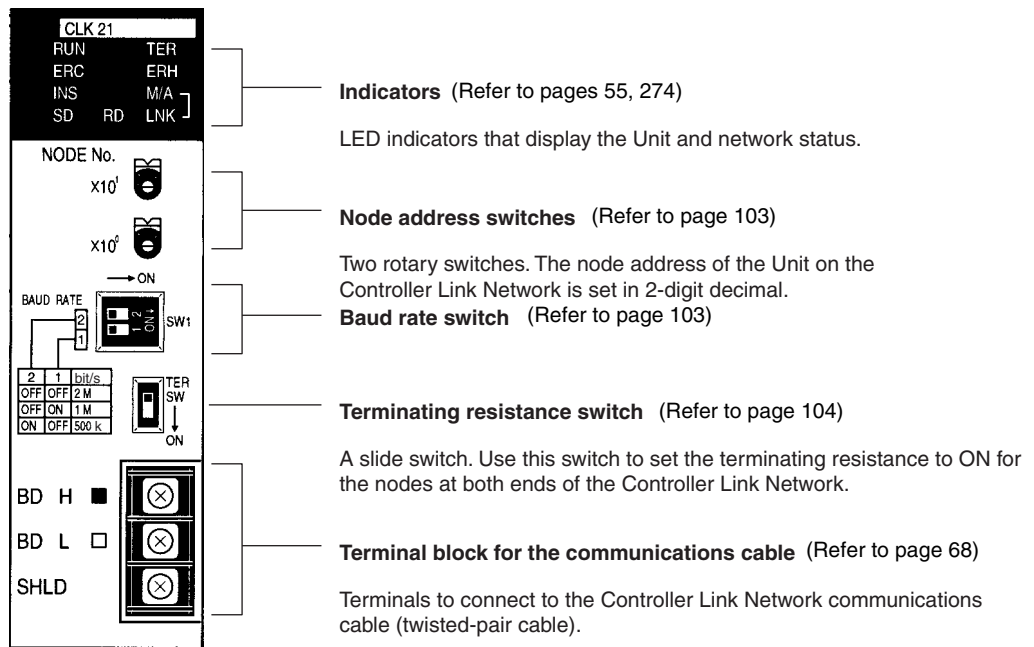 CLK 21
RUN TER
ERC ERH
INS M/A
SD RD LNK
Indicators (Refer to pages 55, 274)
LED indicators that display the Unit and network status.
NODE No.
X10¹
X10⁰
Node address switches (Refer to page 103)
Two rotary switches. The node address of the Unit on the
Controller Link Network is set in 2-digit decimal.
ON
BAUD RATE
2
1
1 2
ON
SW1
Baud rate switch (Refer to page 103)
2 1 bit/s
OFF OFF 2 M
OFF ON 1 M
ON OFF 500 k
TER
SW
ON
Terminating resistance switch (Refer to page 104)
A slide switch. Use this switch to set the terminating resistance to ON for
the nodes at both ends of the Controller Link Network.
BD H
BD L
SHLD
Terminal block for the communications cable (Refer to page 68)
Terminals to connect to the Controller Link Network communications
cable (twisted-pair cable).